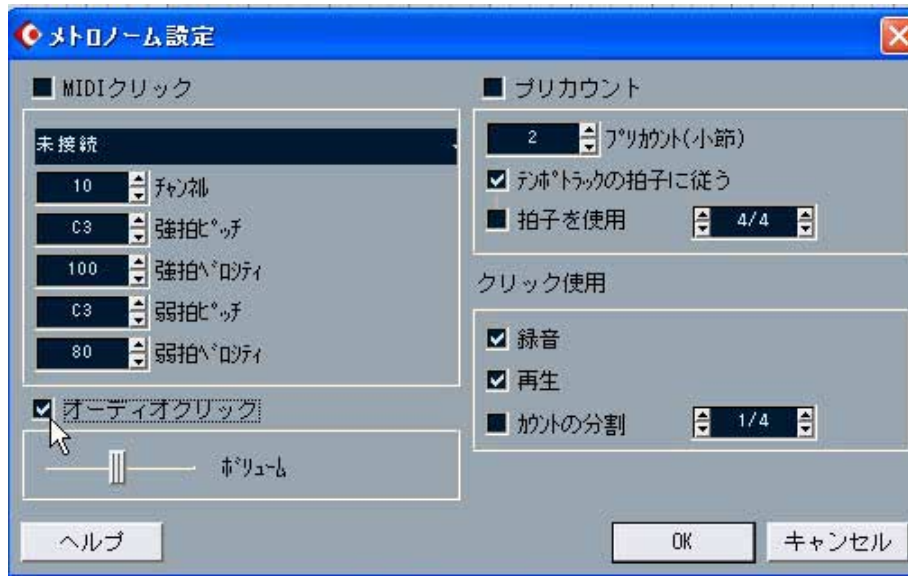 メトロノーム設定
MIDIクリック
未接続
10 チャンネル
C3 強拍ピッチ
100 強拍ベロシティ
C3 弱拍ピッチ
80 弱拍ベロシティ
オーディオクリック
ボリューム
プリカウント
2 プリカウント(小節)
テンポトラックの拍子に従う
拍子を使用 4/4
クリック使用
録音
再生
カウントの分割 1/4
ヘルプ
OK
キャンセル